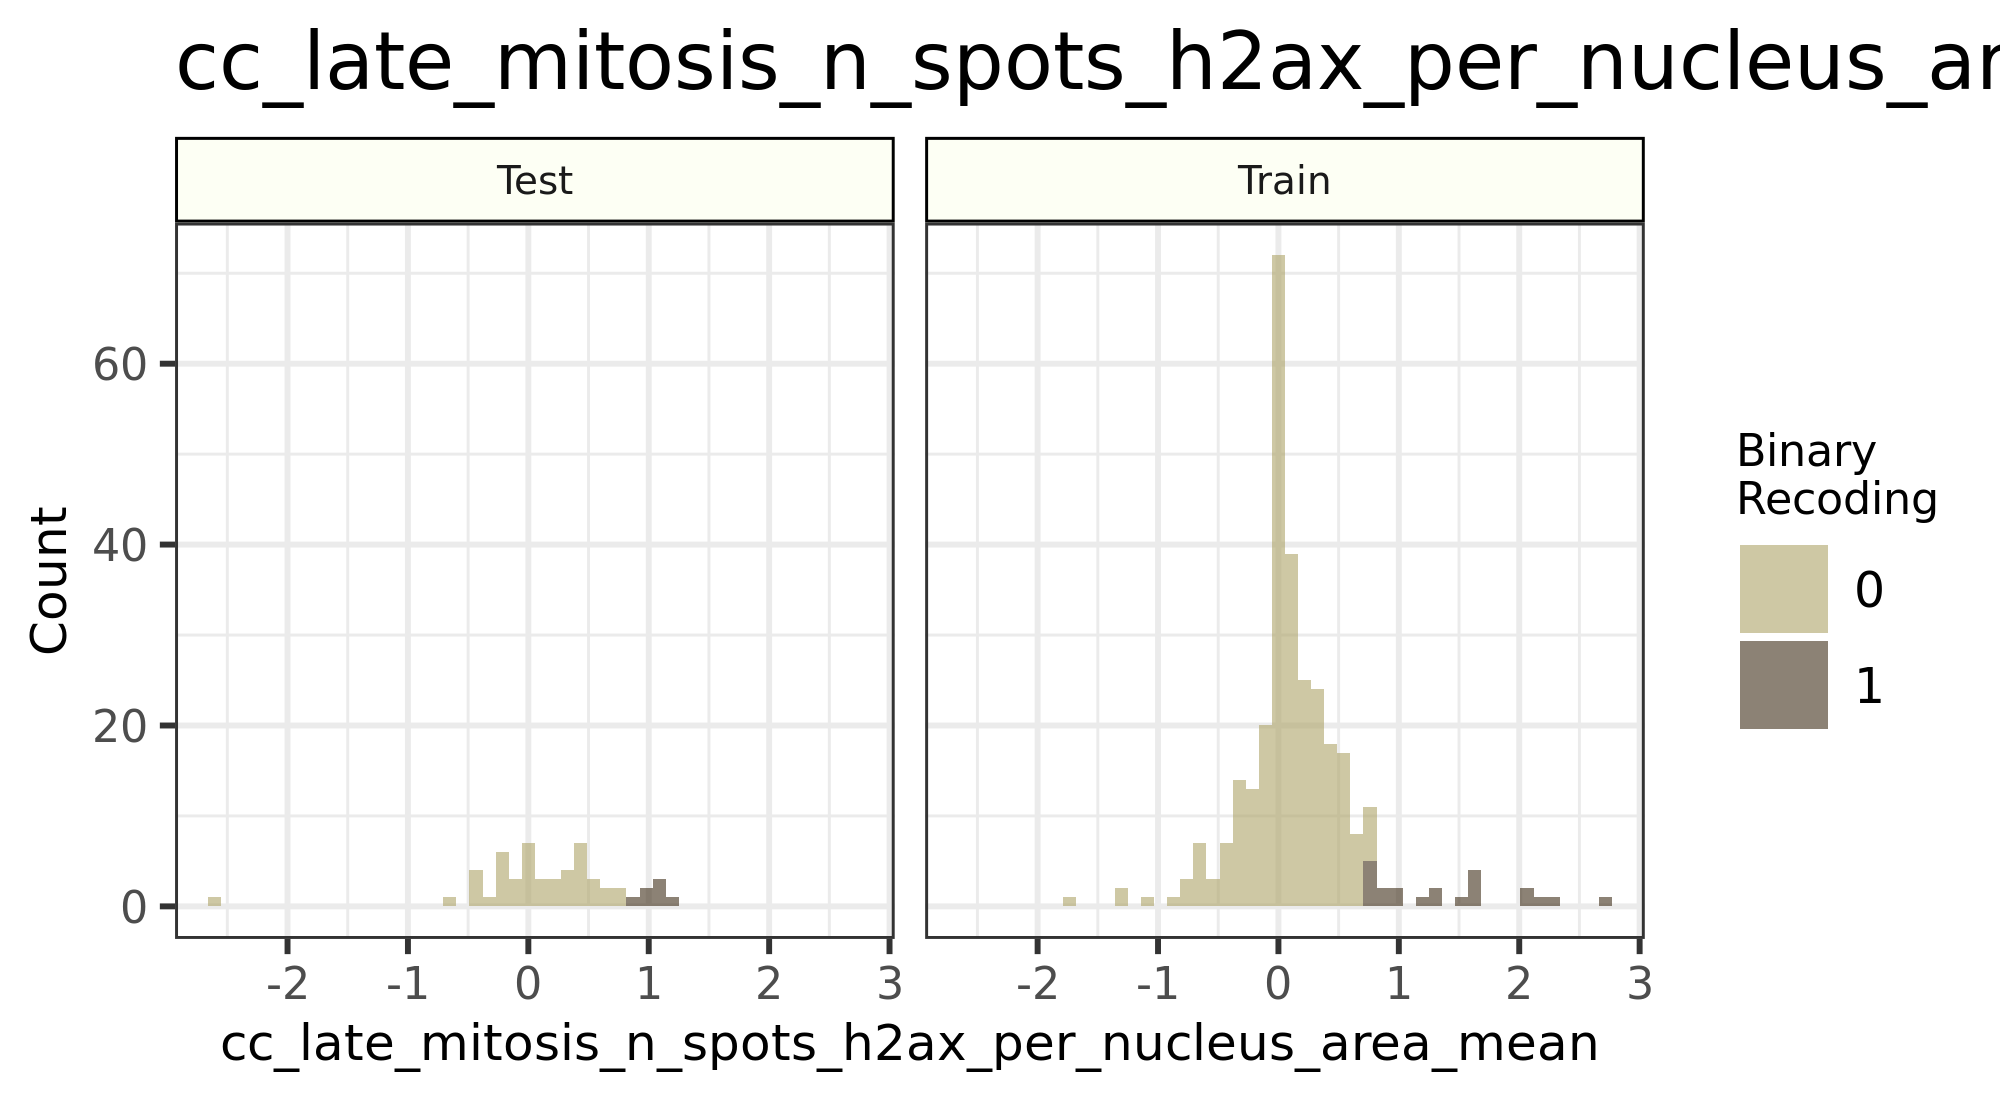 cc_late_mitosis_n_spots_h2ax_per_nucleus_ar
Test
Train
Count
60
40
20
0
-2 -1 0 1 2 3
-2 -1 0 1 2 3
cc_late_mitosis_n_spots_h2ax_per_nucleus_area_mean
Binary
Recoding
0
1